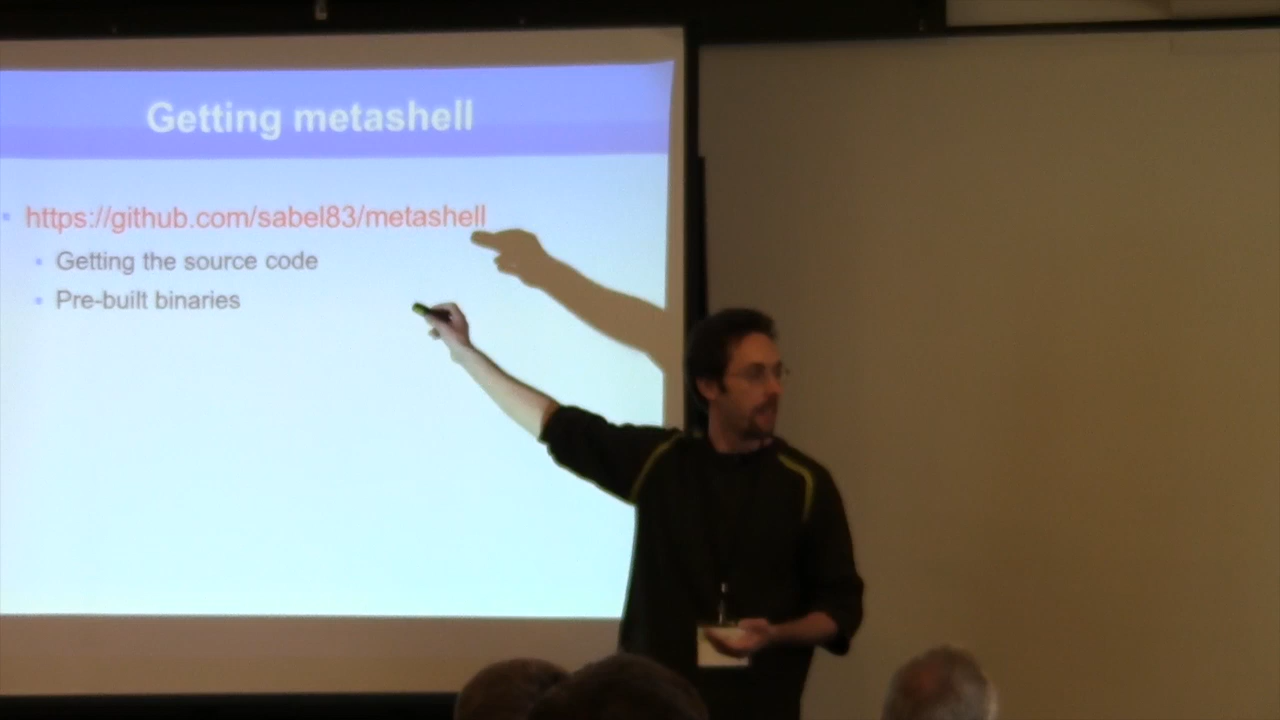 Getting metashell
https://github.com/sabel83/metashell
Getting the source code
Pre-built binaries